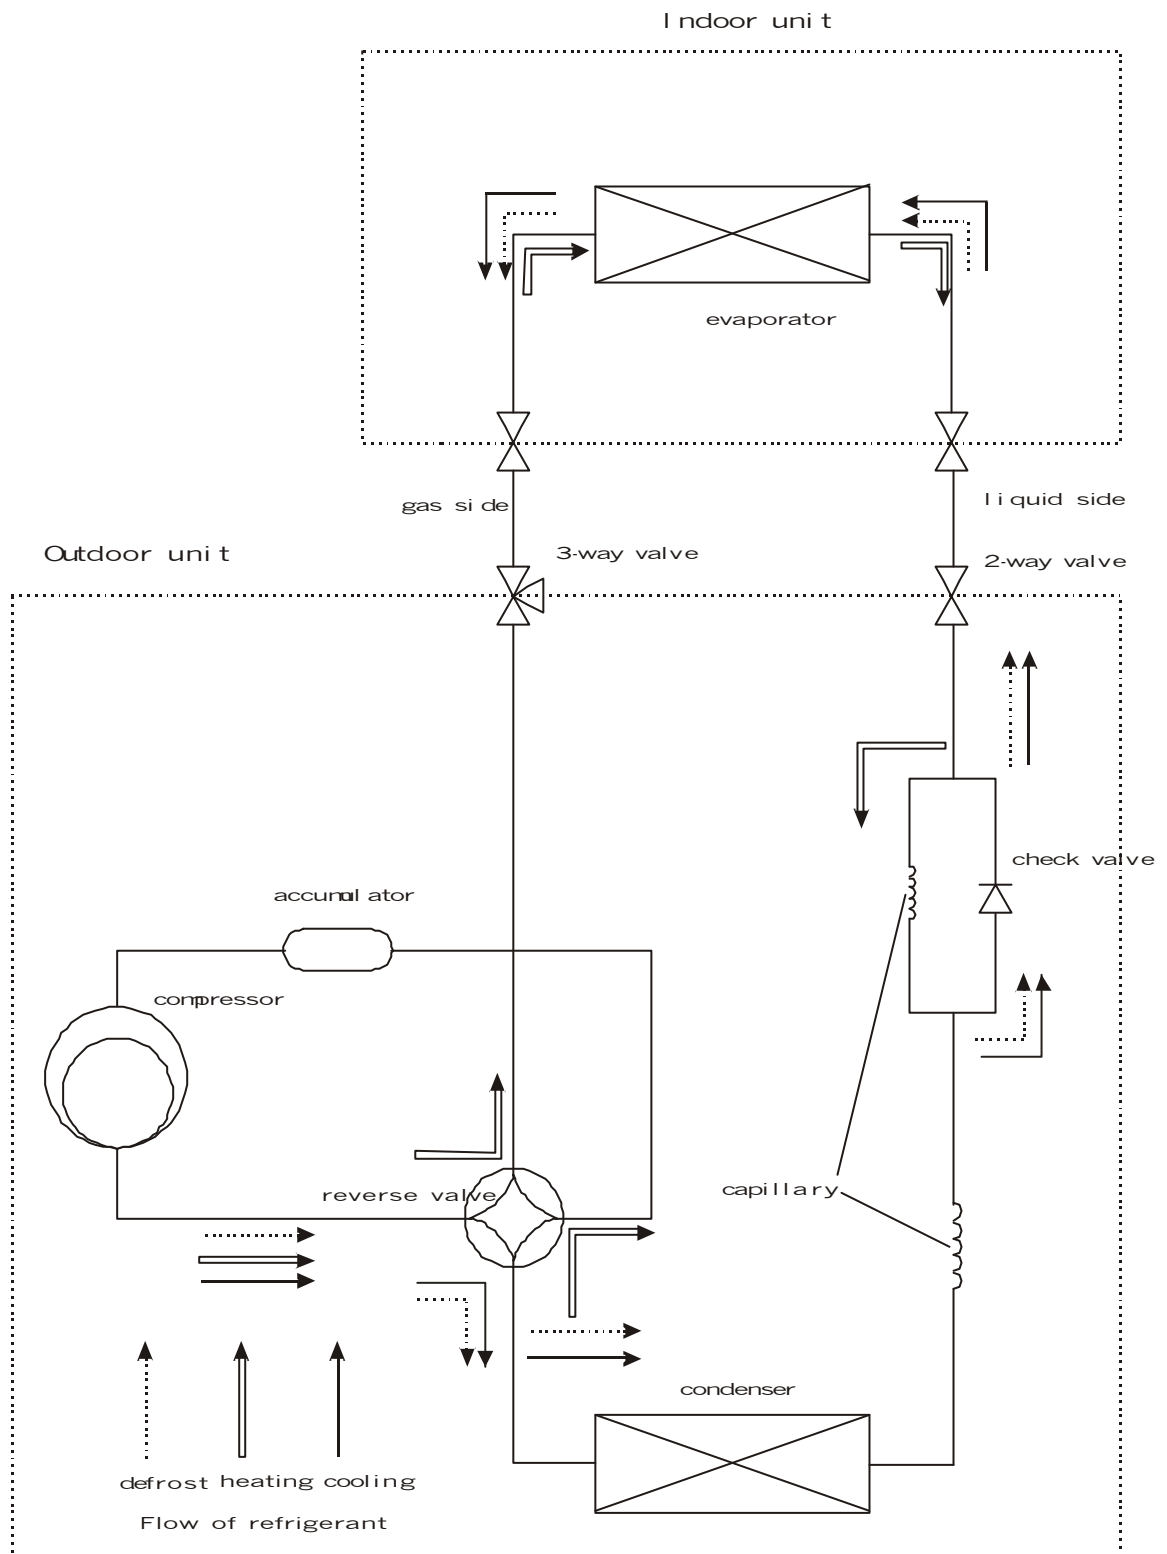 Indoor unit
evaporator
gas side
liquid side
Outdoor unit
3-way valve
2-way valve
check valve
accumulator
compressor
reverse valve
capillary
condenser
defrost heating cooling
Flow of refrigerant